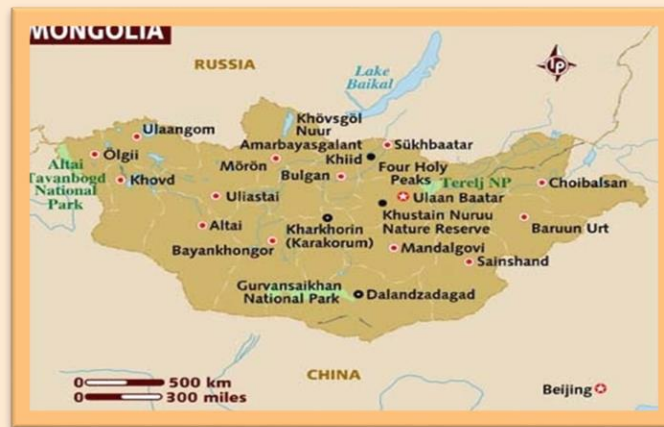 MONGOLIA
RUSSIA
Lake
Baikal
LP
Khövsgöl
Nuur
Ulaangom
Amarbayasgalant
Khiid
Sükhbaatar
Ölgii
Altai
Tavanbogd
National
Park
Khovd
Mörön
Bulgan
Four Holy
Peaks
Terelj NP
Choibalsan
Uliastai
Ulaan Baatar
Altai
Kharkhorin
(Karakorum)
Khustain Nuruu
Nature Reserve
Baruun Urt
Bayankhongor
Mandalgovi
Sainshand
Gurvansaikhan
National Park
Dalandzadagad
CHINA
0 500 km
0 300 miles
Beijing